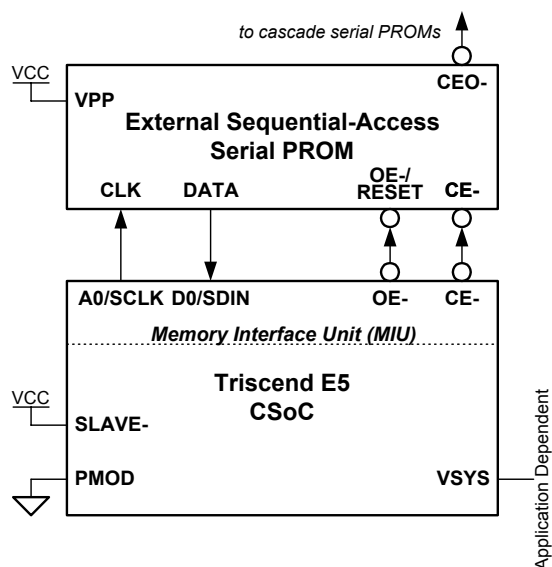 to cascade serial PROMs
VCC
VPP
CEO-
External Sequential-Access
Serial PROM
CLK DATA OE-/
RESET CE-
A0/SCLK D0/SDIN OE- CE-
Memory Interface Unit (MIU)
Triscend E5
CSoC
VCC
SLAVE-
PMOD
VSYS
Application Dependent